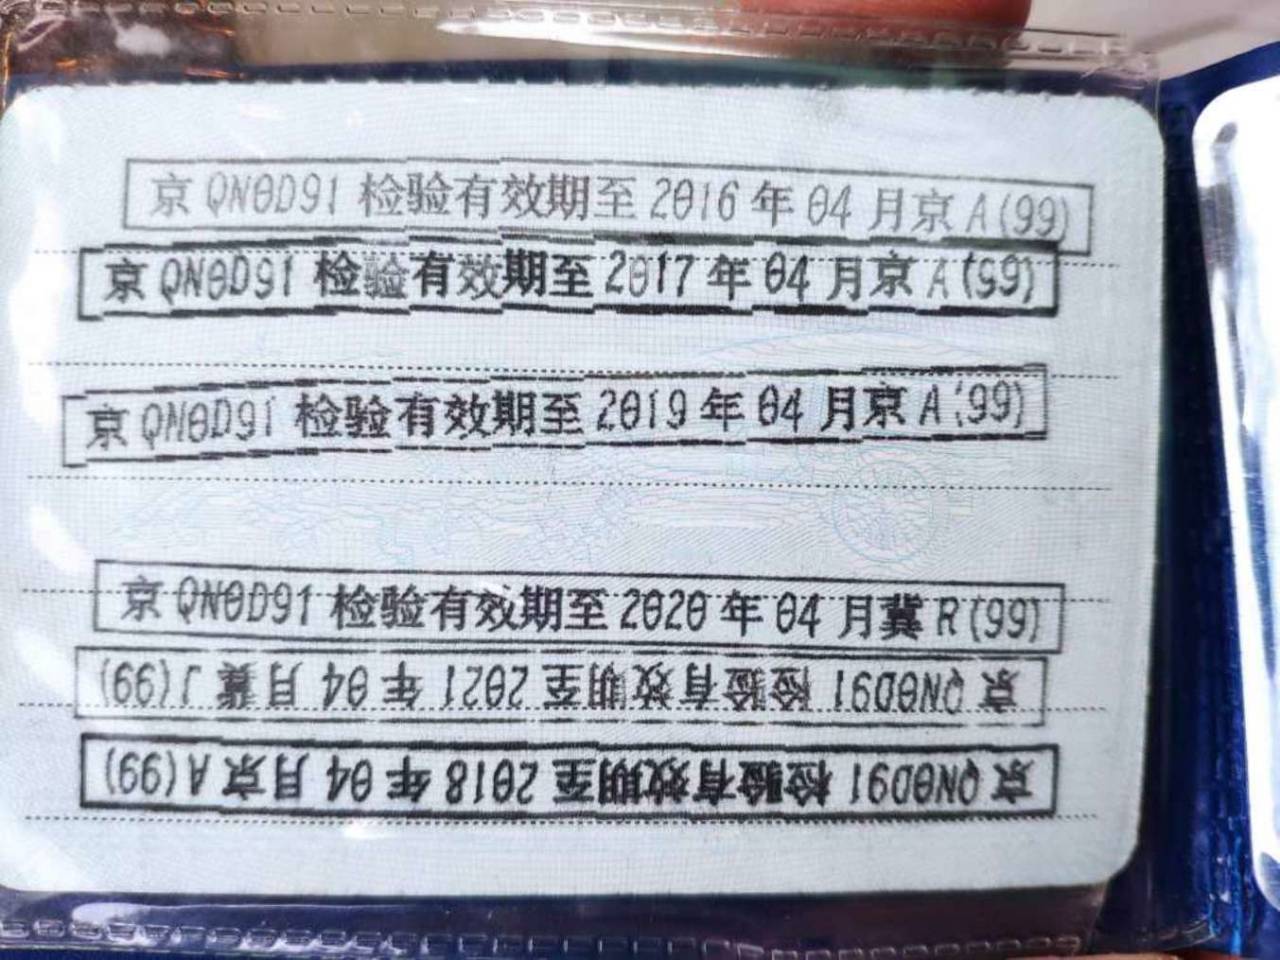 京 QN0D91 检验有效期至 2016 年 04 月京 A(99)
京 QN0D91 检验有效期至 2017 年 04 月京 A(99)
京 QN0D91 检验有效期至 2019 年 04 月京 A(99)
京 QN0D91 检验有效期至 2020 年 04 月冀 R(99)
京 QN0D91 检验有效期至 2021 年 04 月冀 J(99)
京 QN0D91 检验有效期至 2018 年 04 月京 A(99)